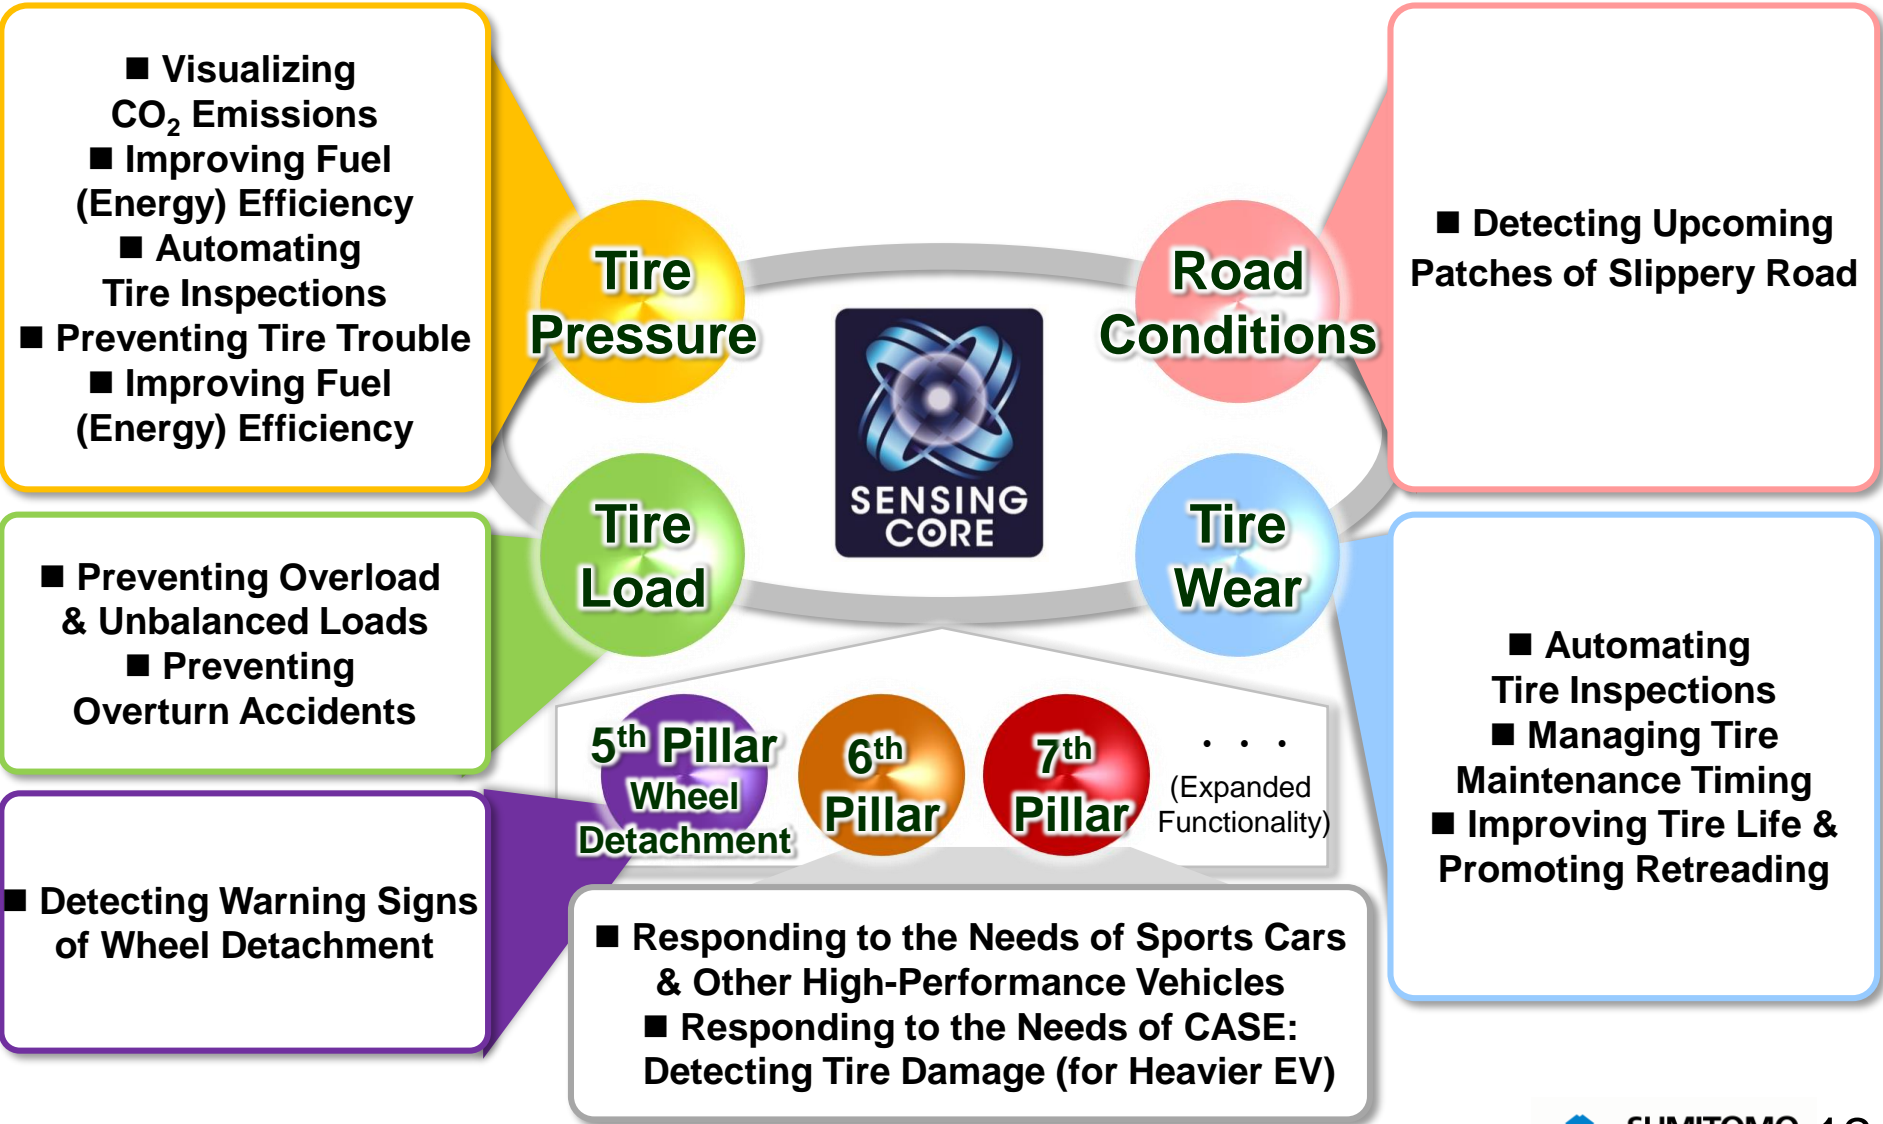 ■ Visualizing
CO₂ Emissions
■ Improving Fuel
(Energy) Efficiency
■ Automating
Tire Inspections
■ Preventing Tire Trouble
■ Improving Fuel
(Energy) Efficiency
Tire
Pressure
Road
Conditions
■ Detecting Upcoming
Patches of Slippery Road
SENSING
CORE
Tire
Load
Tire
Wear
■ Preventing Overload
& Unbalanced Loads
■ Preventing
Overturn Accidents
■ Automating
Tire Inspections
■ Managing Tire
Maintenance Timing
■ Improving Tire Life &
Promoting Retreading
5th Pillar
Wheel
Detachment
6th
Pillar
7th
Pillar
・・・
(Expanded
Functionality)
■ Detecting Warning Signs
of Wheel Detachment
■ Responding to the Needs of Sports Cars
& Other High-Performance Vehicles
■ Responding to the Needs of CASE:
Detecting Tire Damage (for Heavier EV)
SUMITOMO